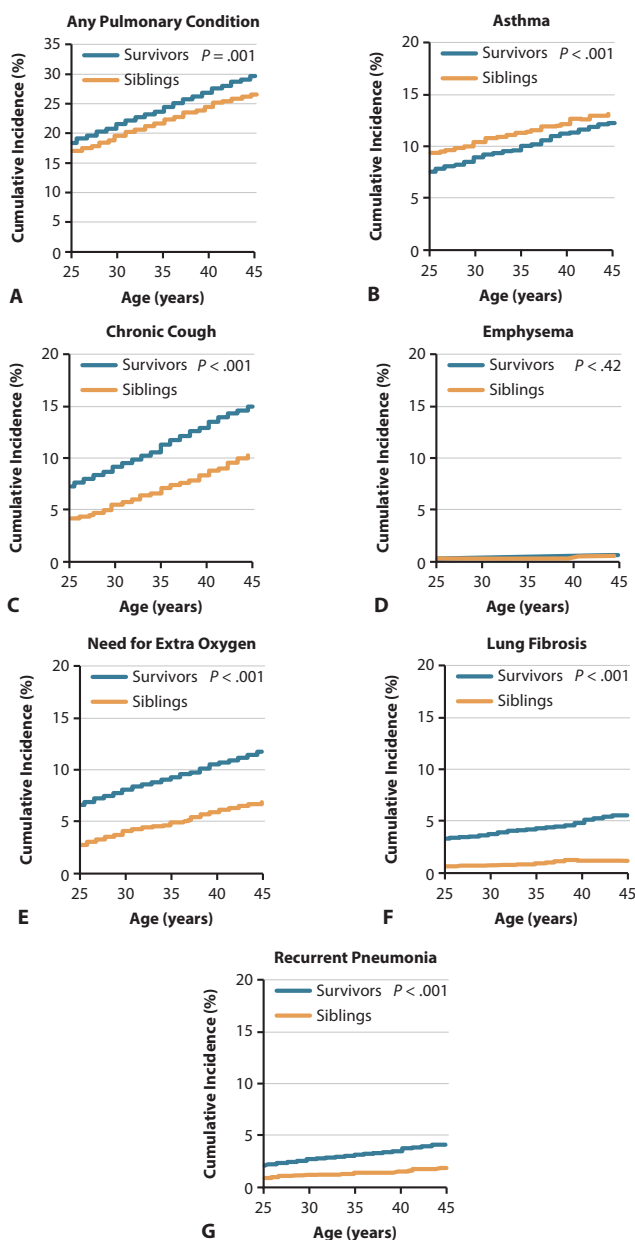 Any Pulmonary Condition
Cumulative Incidence (%)
35
30
25
20
15
10
5
0
Survivors P = .001
Siblings
25 30 35 40 45
Age (years)
A
Asthma
Cumulative Incidence (%)
20
15
10
5
0
Survivors P < .001
Siblings
25 30 35 40 45
Age (years)
B
Chronic Cough
Cumulative Incidence (%)
20
15
10
5
0
Survivors P < .001
Siblings
25 30 35 40 45
Age (years)
C
Emphysema
Cumulative Incidence (%)
20
15
10
5
0
Survivors P < .42
Siblings
25 30 35 40 45
Age (years)
D
Need for Extra Oxygen
Cumulative Incidence (%)
20
15
10
5
0
Survivors P < .001
Siblings
25 30 35 40 45
Age (years)
E
Lung Fibrosis
Cumulative Incidence (%)
20
15
10
5
0
Survivors P < .001
Siblings
25 30 35 40 45
Age (years)
F
Recurrent Pneumonia
Cumulative Incidence (%)
20
15
10
5
0
Survivors P < .001
Siblings
25 30 35 40 45
Age (years)
G